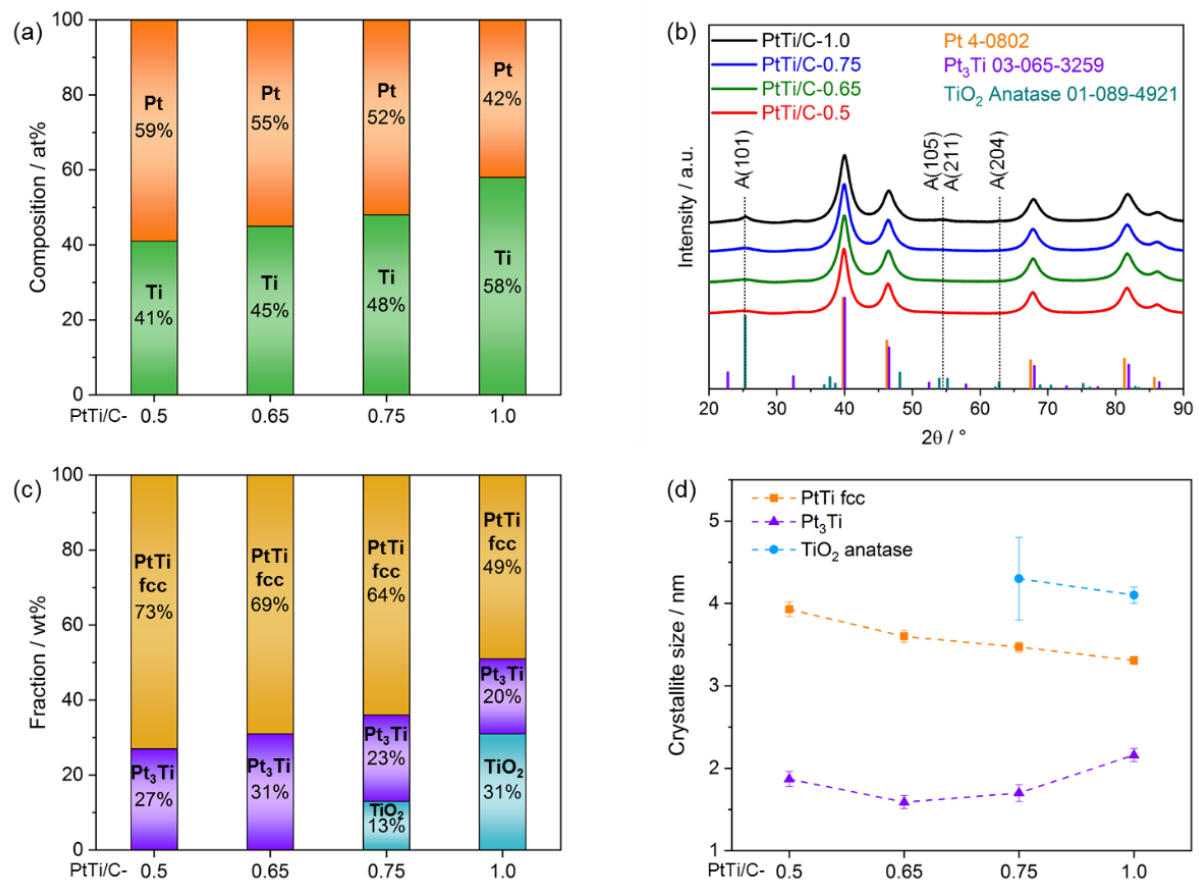 (a)
Composition / at%
100
80
60
40
20
0
Pt
59%
Ti
41%
Pt
55%
Ti
45%
Pt
52%
Ti
48%
Pt
42%
Ti
58%
PtTi/C- 0.5 0.65 0.75 1.0
(b)
Intensity / a.u.
PtTi/C-1.0
PtTi/C-0.75
PtTi/C-0.65
PtTi/C-0.5
Pt 4-0802
Pt₃Ti 03-065-3259
TiO₂ Anatase 01-089-4921
A(101)
A(105)
A(211)
A(204)
20 30 40 50 60 70 80 90
2θ / °
(c)
Fraction / wt%
100
80
60
40
20
0
PtTi
fcc
73%
Pt₃Ti
27%
PtTi
fcc
69%
Pt₃Ti
31%
PtTi
fcc
64%
Pt₃Ti
23%
TiO₂
13%
PtTi
fcc
49%
Pt₃Ti
20%
TiO₂
31%
PtTi/C- 0.5 0.65 0.75 1.0
(d)
Crystallite size / nm
PtTi fcc
Pt₃Ti
TiO₂ anatase
5
4
3
2
1
PtTi/C- 0.5 0.65 0.75 1.0